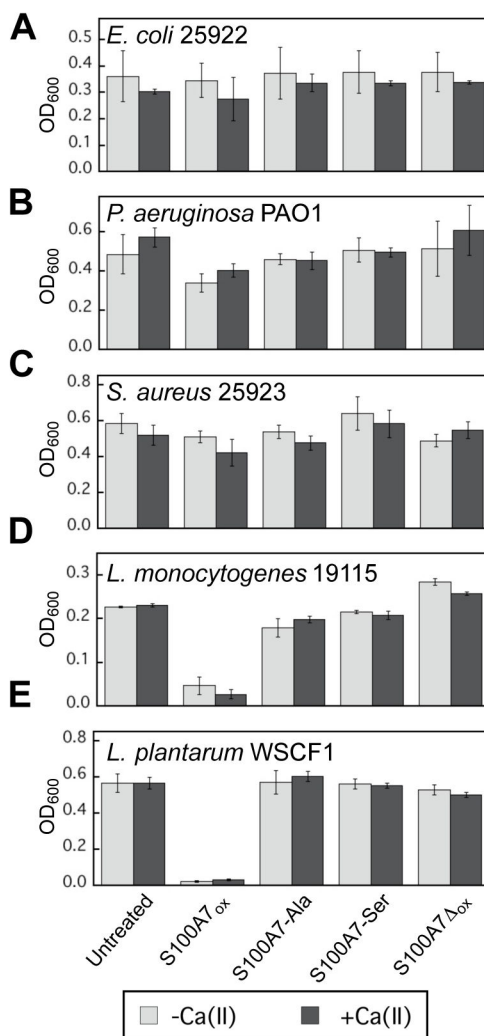 A
E. coli 25922
OD600
0.5
0.4
0.3
0.2
0.1
0.0
B
P. aeruginosa PAO1
OD600
0.6
0.4
0.2
0.0
C
S. aureus 25923
OD600
0.8
0.6
0.4
0.2
0.0
D
L. monocytogenes 19115
OD600
0.3
0.2
0.1
0.0
E
L. plantarum WSCF1
OD600
0.8
0.6
0.4
0.2
0.0
Untreated
S100A7ox
S100A7-Ala
S100A7-Ser
S100A7Δox
-Ca(II) +Ca(II)